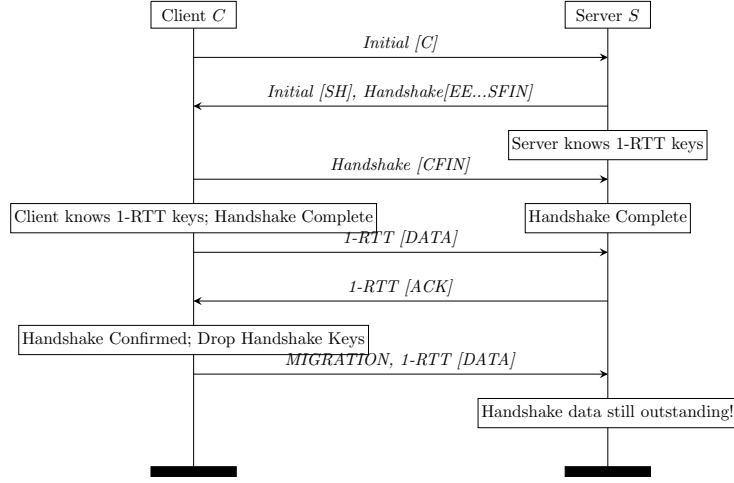 Client C
Server S
Initial [C]
Initial [SH], Handshake[EE...SFIN]
Server knows 1-RTT keys
Handshake [CFIN]
Client knows 1-RTT keys; Handshake Complete
Handshake Complete
1-RTT [DATA]
1-RTT [ACK]
Handshake Confirmed; Drop Handshake Keys
MIGRATION, 1-RTT [DATA]
Handshake data still outstanding!